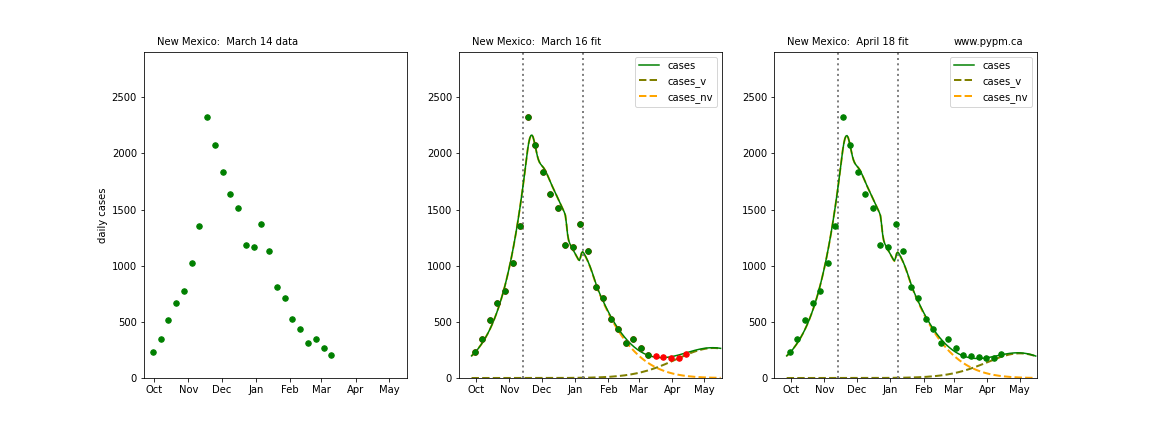 New Mexico:  March 14 data
daily cases
2500
2000
1500
1000
500
0
Oct Nov Dec Jan Feb Mar Apr May
New Mexico:  March 16 fit
cases
cases_v
cases_nv
2500
2000
1500
1000
500
0
Oct Nov Dec Jan Feb Mar Apr May
New Mexico:  April 18 fit
www.pypm.ca
cases
cases_v
cases_nv
2500
2000
1500
1000
500
0
Oct Nov Dec Jan Feb Mar Apr May